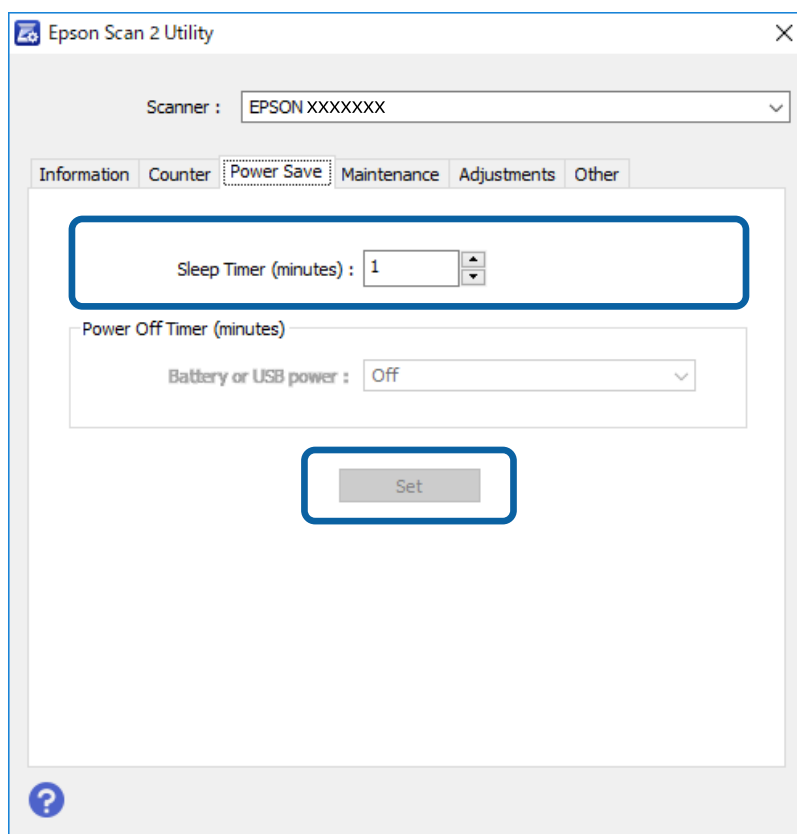 Epson Scan 2 Utility
Scanner : EPSON XXXXXXX
Information Counter Power Save Maintenance Adjustments Other
Sleep Timer (minutes) : 1
Power Off Timer (minutes)
Battery or USB power : Off
Set
?